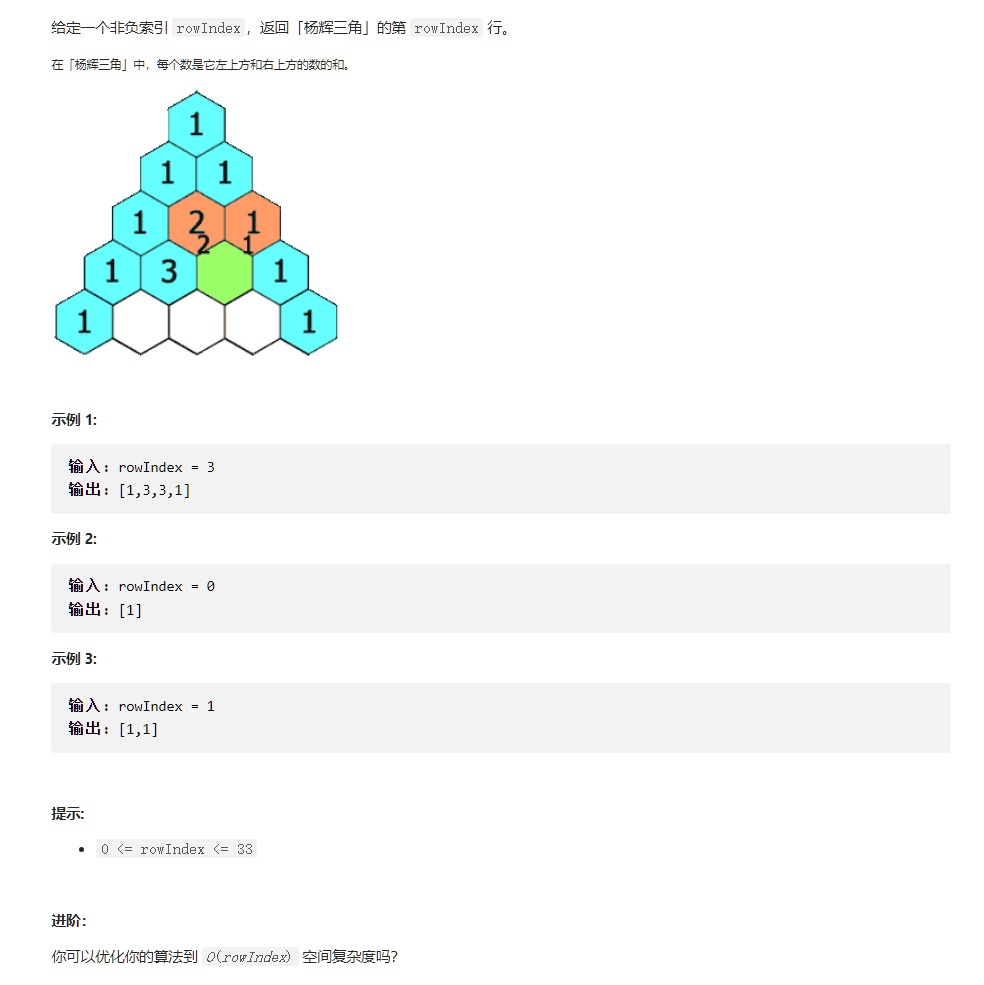 给定一个非负索引 rowIndex，返回「杨辉三角」的第 rowIndex 行。
在「杨辉三角」中，每个数是它左上方和右上方的数的和。
1
1 1
1 2 1
2 1
1 3 1
1 1
示例 1:
输入: rowIndex = 3
输出: [1,3,3,1]
示例 2:
输入: rowIndex = 0
输出: [1]
示例 3:
输入: rowIndex = 1
输出: [1,1]
提示:
• 0 <= rowIndex <= 33
进阶：
你可以优化你的算法到 O(rowIndex) 空间复杂度吗？